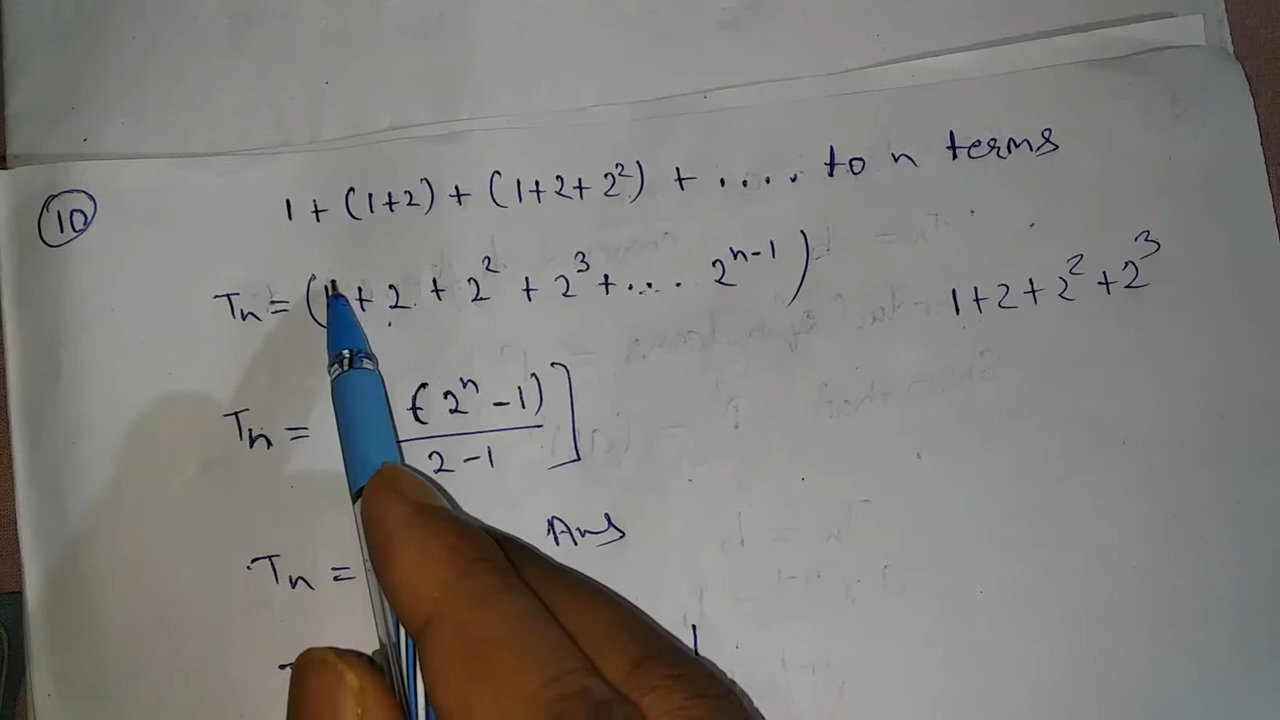 10
1 + (1+2) + (1+2+2²) + .... to n terms
Tₙ = (1 + 2 + 2² + 2³ + .... 2ⁿ⁻¹)
1+2+2²+2³
Tₙ = (2ⁿ-1) / 2-1 ]
Ans
Tₙ =